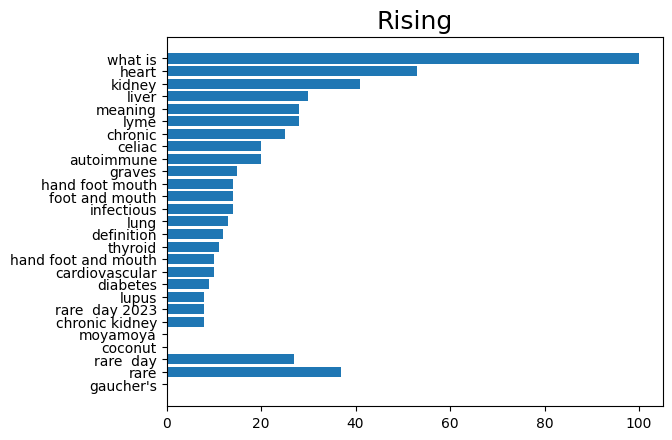 Rising
what is
heart
kidney
liver
meaning
lyme
chronic
celiac
autoimmune
graves
hand foot mouth
foot and mouth
infectious
lung
definition
thyroid
hand foot and mouth
cardiovascular
diabetes
lupus
rare  day 2023
chronic kidney
moyamoya
coconut
rare  day
rare
gaucher's
0 20 40 60 80 100